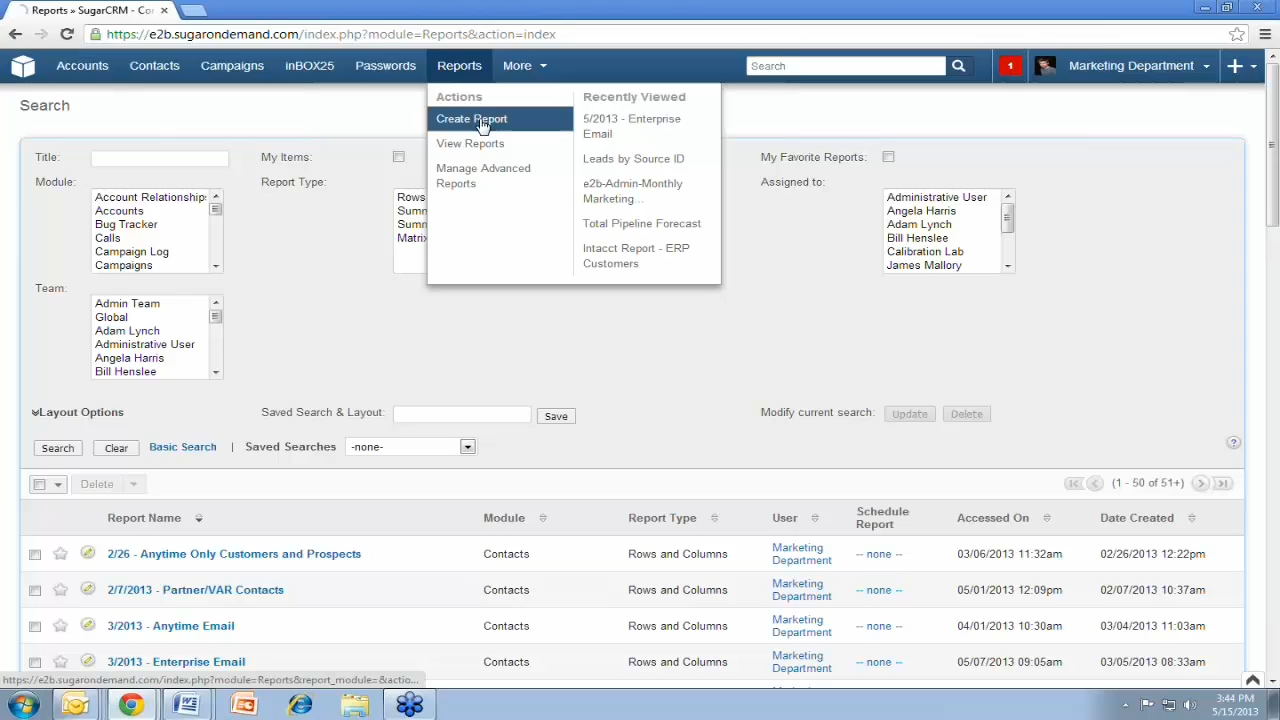 Reports » SugarCRM - Co
https://e2b.sugarondemand.com/index.php?module=Reports&action=index
Accounts Contacts Campaigns inBOX25 Passwords Reports More Search 1 Marketing Department
Search
Actions
Create Report
View Reports
Manage Advanced
Reports
Recently Viewed
5/2013 - Enterprise
Email
Leads by Source ID
e2b-Admin-Monthly
Marketing...
Total Pipeline Forecast
Intacct Report - ERP
Customers
Title: My Items: My Favorite Reports:
Module: Report Type: Assigned to:
Account Relationship
Accounts
Bug Tracker
Calls
Campaign Log
Campaigns
Rows
Summ
Summ
Matrix
Administrative User
Angela Harris
Adam Lynch
Bill Henslee
Calibration Lab
James Mallory
Team:
Admin Team
Global
Adam Lynch
Administrative User
Angela Harris
Bill Henslee
Layout Options Saved Search & Layout: Save Modify current search: Update Delete
Search Clear Basic Search | Saved Searches -none- ?
Delete (1 - 50 of 51+)
Report Name Module Report Type User Schedule Report Accessed On Date Created
2/26 - Anytime Only Customers and Prospects Contacts Rows and Columns Marketing Department -- none -- 03/06/2013 11:32am 02/26/2013 12:22pm
2/7/2013 - Partner/VAR Contacts Contacts Rows and Columns Marketing Department -- none -- 05/01/2013 12:09pm 02/07/2013 10:37am
3/2013 - Anytime Email Contacts Rows and Columns Marketing Department -- none -- 04/01/2013 10:30am 03/04/2013 11:03am
3/2013 - Enterprise Email Contacts Rows and Columns Marketing Department -- none -- 05/07/2013 09:05am 03/05/2013 08:33am
https://e2b.sugarondemand.com/index.php?module=Reports&report_module=&actio...
3:44 PM
5/15/2013